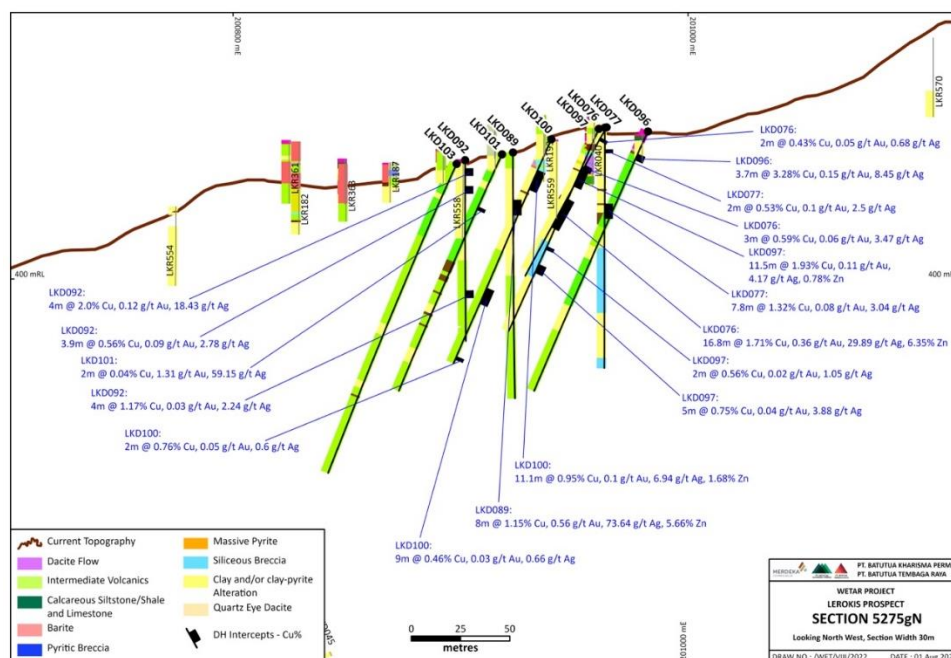 200800 mE
201000 mE
LKR570
LKD103
LKD092
LKD101
LKD089
LKD100
LKD097
LKD076
LKD077
LKD096
LKR361
LKR182
LKR363
LKR187
LKR558
LKR559
LKR040
LKR554
400 mRL
400 mRL
LKD076:
2m @ 0.43% Cu, 0.05 g/t Au, 0.68 g/t Ag
LKD096:
3.7m @ 3.28% Cu, 0.15 g/t Au, 8.45 g/t Ag
LKD077:
2m @ 0.53% Cu, 0.1 g/t Au, 2.5 g/t Ag
LKD076:
3m @ 0.59% Cu, 0.06 g/t Au, 3.47 g/t Ag
LKD097:
11.5m @ 1.93% Cu, 0.11 g/t Au,
4.17 g/t Ag, 0.78% Zn
LKD077:
7.8m @ 1.32% Cu, 0.08 g/t Au, 3.04 g/t Ag
LKD076:
16.8m @ 1.71% Cu, 0.36 g/t Au, 29.89 g/t Ag, 6.35% Zn
LKD097:
2m @ 0.56% Cu, 0.02 g/t Au, 1.05 g/t Ag
LKD097:
5m @ 0.75% Cu, 0.04 g/t Au, 3.88 g/t Ag
LKD092:
4m @ 2.0% Cu, 0.12 g/t Au, 18.43 g/t Ag
LKD092:
3.9m @ 0.56% Cu, 0.09 g/t Au, 2.78 g/t Ag
LKD101:
2m @ 0.04% Cu, 1.31 g/t Au, 59.15 g/t Ag
LKD092:
4m @ 1.17% Cu, 0.03 g/t Au, 2.24 g/t Ag
LKD100:
2m @ 0.76% Cu, 0.05 g/t Au, 0.6 g/t Ag
LKD100:
11.1m @ 0.95% Cu, 0.1 g/t Au, 6.94 g/t Ag, 1.68% Zn
LKD089:
8m @ 1.15% Cu, 0.56 g/t Au, 73.64 g/t Ag, 5.66% Zn
LKD100:
9m @ 0.46% Cu, 0.03 g/t Au, 0.66 g/t Ag
Current Topography
Dacite Flow
Intermediate Volcanics
Calcareous Siltstone/Shale
and Limestone
Barite
Pyritic Breccia
Massive Pyrite
Siliceous Breccia
Clay and/or clay-pyrite
Alteration
Quartz Eye Dacite
DH Intercepts - Cu%
0 25 50
metres
201000 mE
MERDEKA
PT. BATUTUA KHARISMA PERM
PT. BATUTUA TEMBAGA RAYA
WETAR PROJECT
LEROKIS PROSPECT
SECTION 5275gN
Looking North West, Section Width 30m
DRAW NO : /WET/VIII/2022 DATE : 01 Aug 202